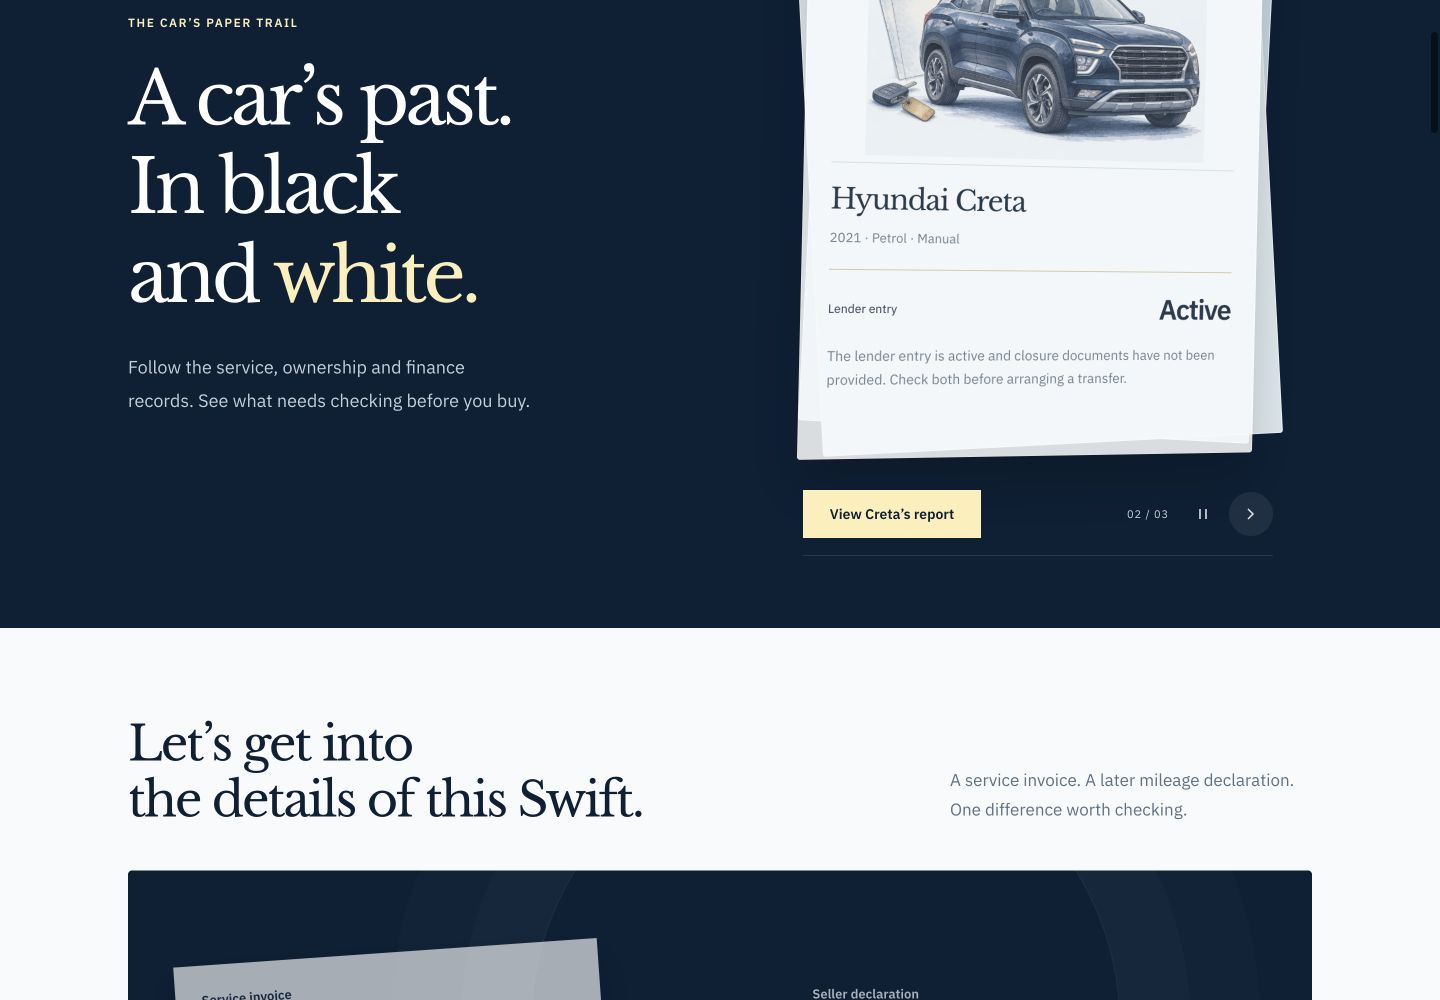 THE CAR’S PAPER TRAIL
A car’s past.
In black
and white.
Follow the service, ownership and finance
records. See what needs checking before you buy.
Hyundai Creta
2021 · Petrol · Manual
Lender entry
Active
The lender entry is active and closure documents have not been
provided. Check both before arranging a transfer.
View Creta’s report
02 / 03
Let’s get into
the details of this Swift.
A service invoice. A later mileage declaration.
One difference worth checking.
Service invoice
Seller declaration